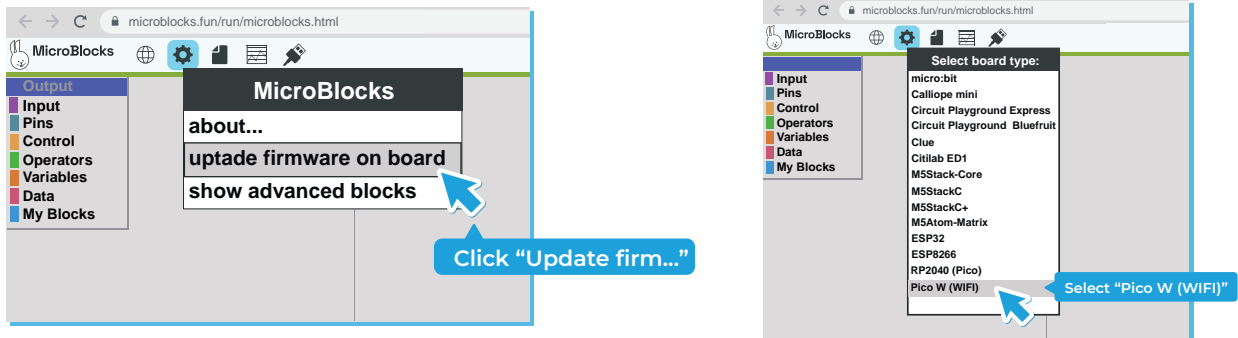 microblocks.fun/run/microblocks.html
MicroBlocks
Output
Input
Pins
Control
Operators
Variables
Data
My Blocks
MicroBlocks
about...
uptade firmware on board
show advanced blocks
Click “Update firm...”
microblocks.fun/run/microblocks.html
MicroBlocks
Input
Pins
Control
Operators
Variables
Data
My Blocks
Select board type:
micro:bit
Calliope mini
Circuit Playground Express
Circuit Playground Bluefruit
Clue
Citilab ED1
M5Stack-Core
M5StackC
M5StackC+
M5Atom-Matrix
ESP32
ESP8266
RP2040 (Pico)
Pico W (WIFI)
Select “Pico W (WIFI)”